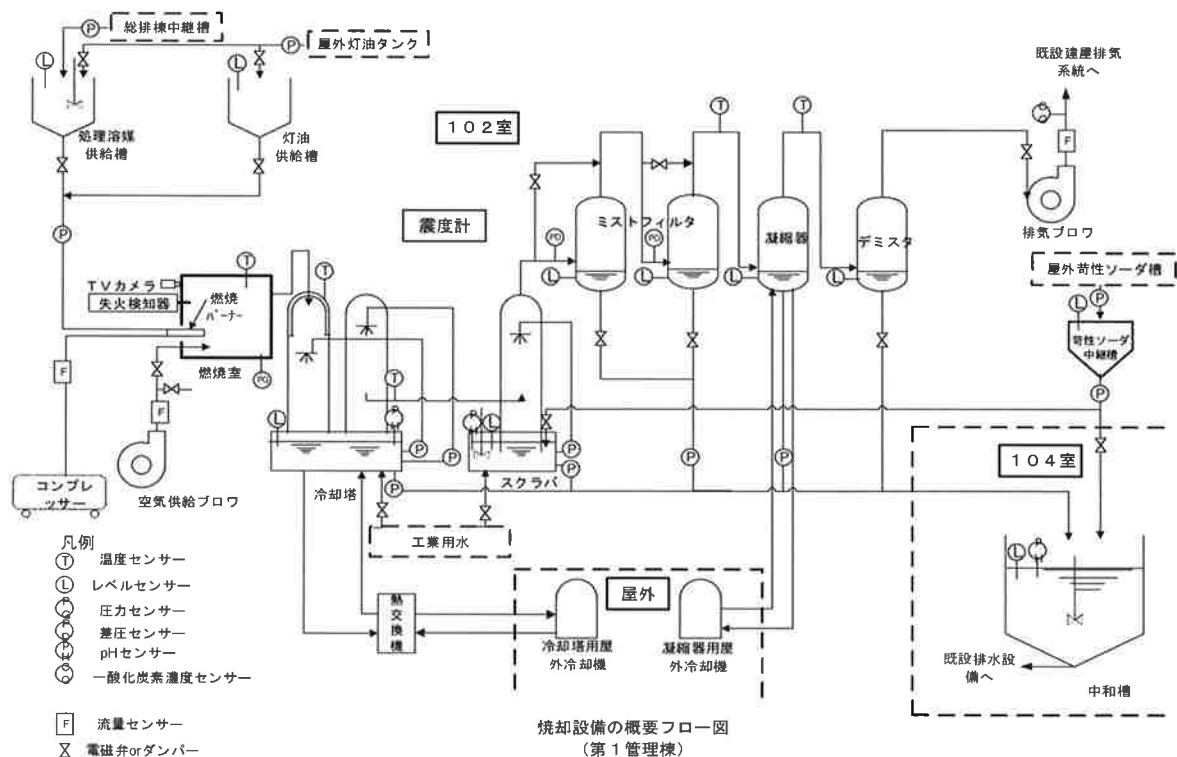 総排棟中継槽
屋外灯油タンク
P
P
L
L
処理溶媒
供給槽
灯油
供給槽
102室
既設建屋排気
系統へ
CO
F
排気ブロワ
T
T
震度計
PD
ミストフィルタ
PD
凝縮器
デミスタ
L
L
L
L
P
TVカメラ
失火検知器
燃焼
バーナー
T
T
燃焼室
PG
屋外苛性ソーダ槽
P
L
苛性ソーダ
中継槽
P
F
F
T
L
PH
P
P
PH
L
P
P
P
P
P
冷却塔
スクラバ
コンプレ
ッサー
空気供給ブロワ
工業用水
104室
L
PH
中和槽
既設排水設
備へ
熱交換機
屋外
冷却塔用屋
外冷却機
凝縮器用屋
外冷却機
凡例
T 温度センサー
L レベルセンサー
PG 圧力センサー
PD 差圧センサー
PH pHセンサー
CO 一酸化炭素濃度センサー
F 流量センサー
電磁弁orダンパー
焼却設備の概要フロー図
(第1管理棟)